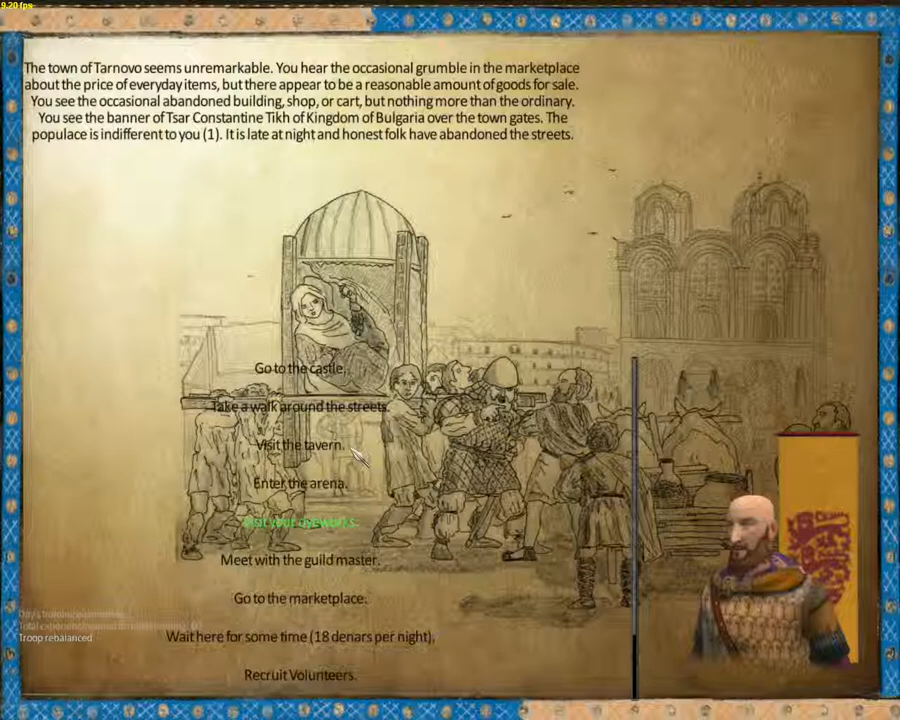 9.20 fps
The town of Tarnovo seems unremarkable. You hear the occasional grumble in the marketplace
about the price of everyday items, but there appear to be a reasonable amount of goods for sale.
You see the occasional abandoned building, shop, or cart, but nothing more than the ordinary.
You see the banner of Tsar Constantine Tikh of Kingdom of Bulgaria over the town gates. The
populace is indifferent to you (1). It is late at night and honest folk have abandoned the streets.
Go to the castle.
Take a walk around the streets.
Visit the tavern.
Enter the arena.
Visit your dyeworks.
Meet with the guild master.
Go to the marketplace.
Wait here for some time (18 denars per night).
Recruit Volunteers.
Troop rebalanced